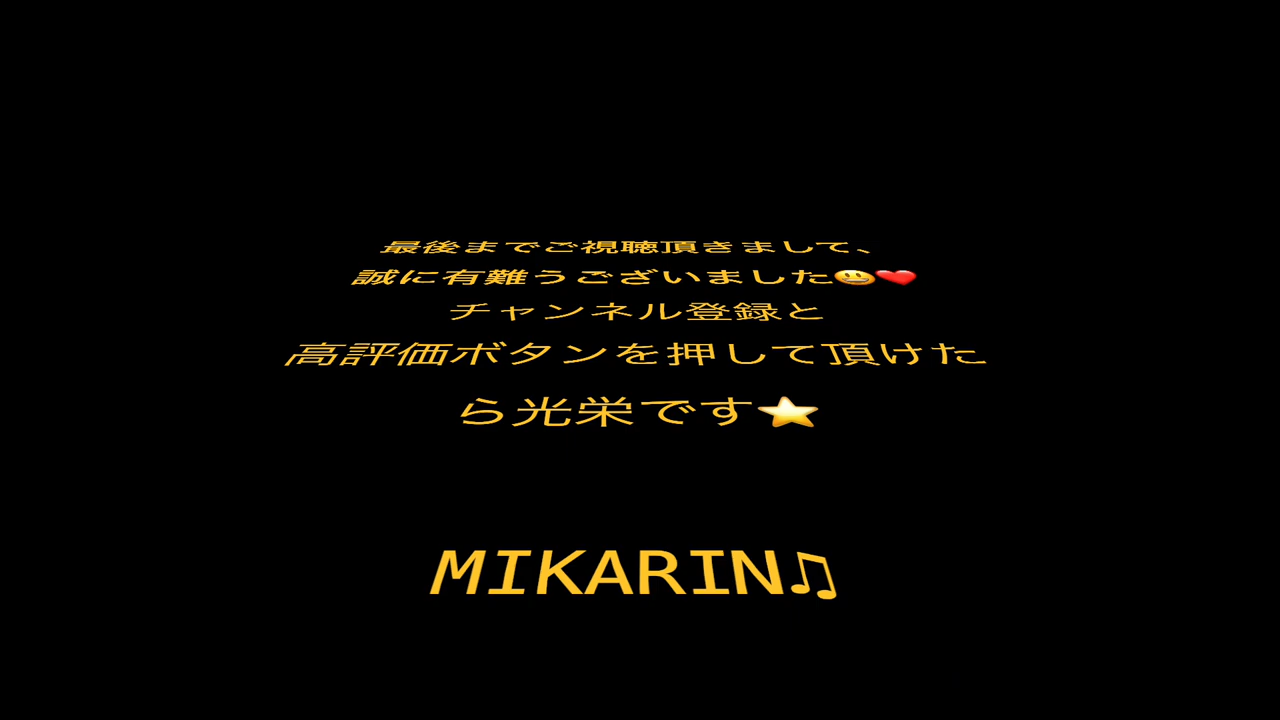 最後までご視聴頂きまして、
誠に有難うございました😃❤️
チャンネル登録と
高評価ボタンを押して頂けた
ら光栄です⭐
MIKARIN♫